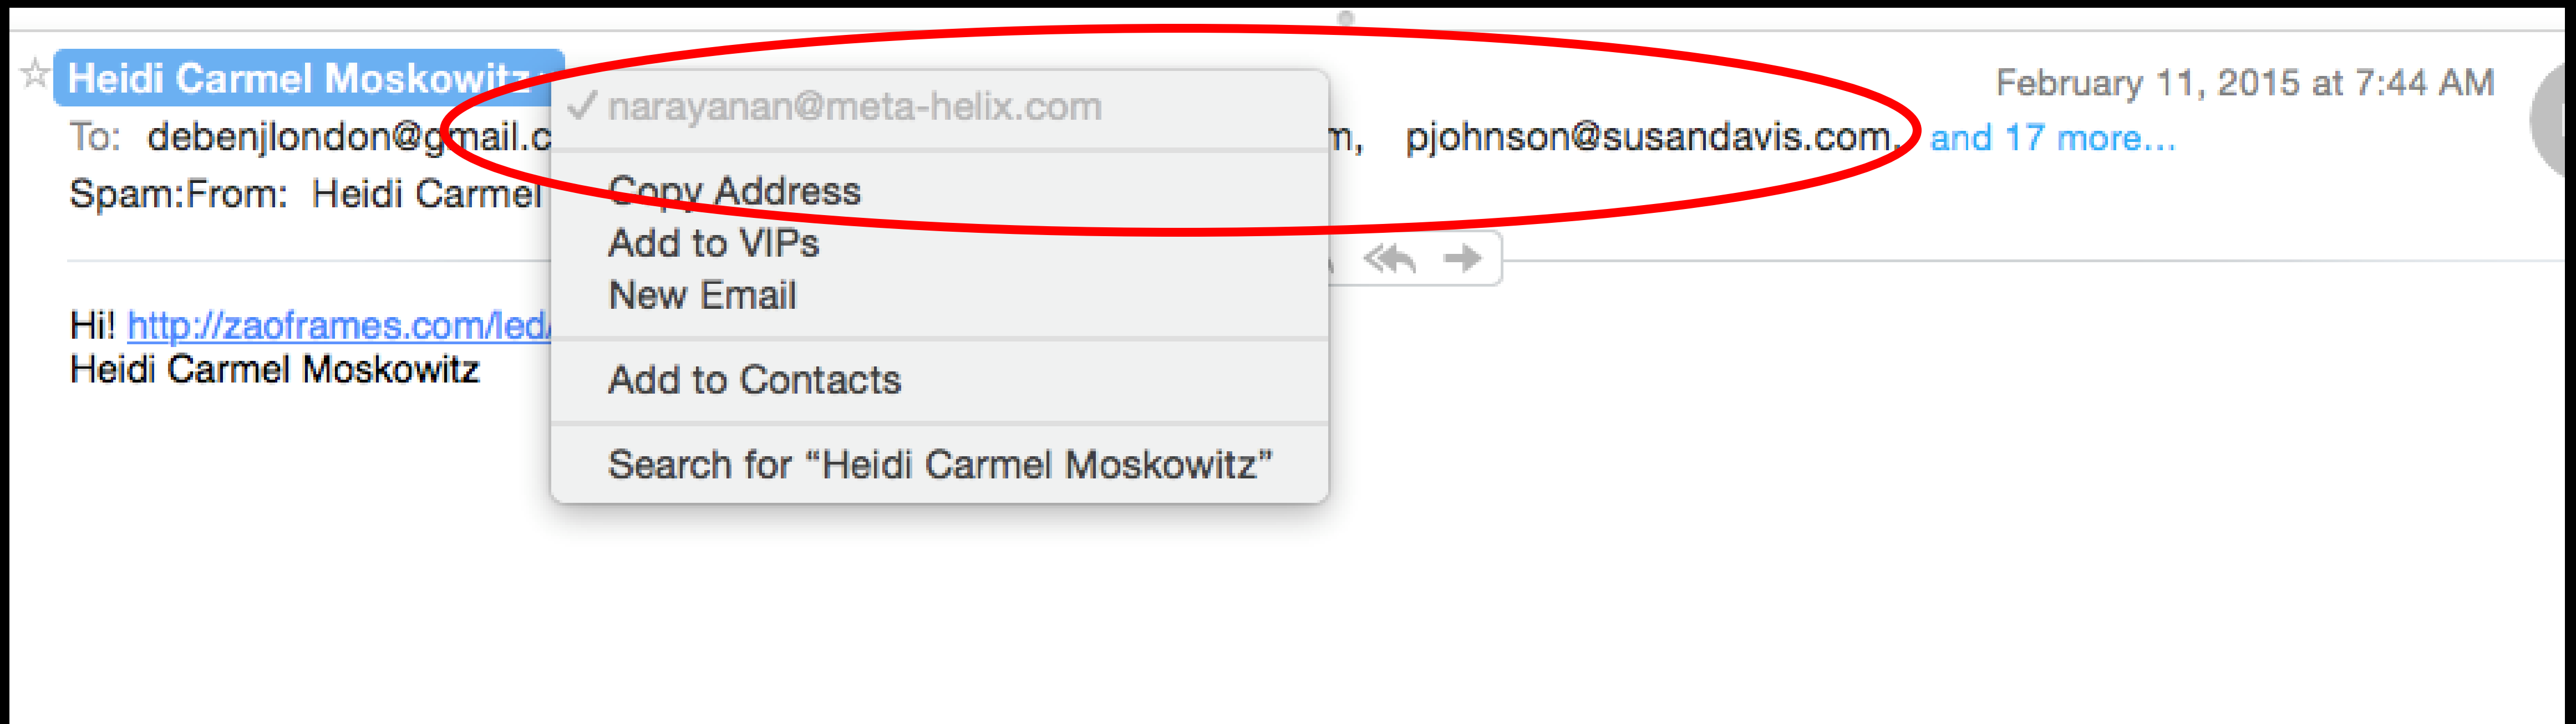 Heidi Carmel Moskowitz
narayanan@meta-helix.com
February 11, 2015 at 7:44 AM
To: debenjlondon@gmail.c m, pjohnson@susandavis.com, and 17 more...
Spam:From: Heidi Carmel
Copy Address
Add to VIPs
New Email
Hi! http://zaoframes.com/led/
Heidi Carmel Moskowitz
Add to Contacts
Search for “Heidi Carmel Moskowitz”